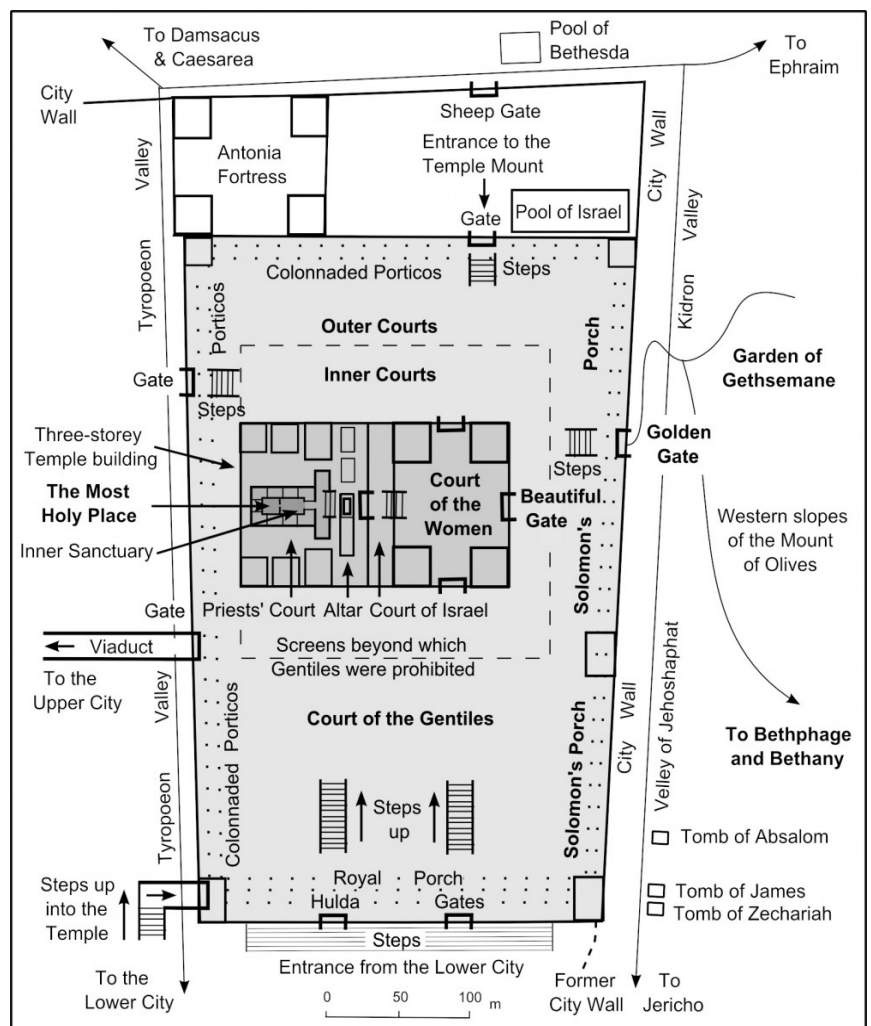 To Damsacus
& Caesarea
Pool of
Bethesda
To
Ephraim
City
Wall
Sheep Gate
Antonia
Fortress
Entrance to the
Temple Mount
City Wall
Valley
Pool of Israel
Gate
Valley
Colonnaded Porticos
Steps
Tyropoeon
Porticos
Outer Courts
Kidron
Porch
Inner Courts
Garden of
Gethsemane
Gate
Steps
Three-storey
Temple building
Golden
Gate
Steps
The Most
Holy Place
Court
of the
Women
Beautiful
Gate
Inner Sanctuary
Western slopes
of the Mount
of Olives
Solomon's
Priests' Court
Altar
Court of Israel
Gate
Viaduct
Screens beyond which
Gentiles were prohibited
To the
Upper City
Valley
Colonnaded Porticos
Court of the Gentiles
City Wall
Velley of Jehoshaphat
To Bethphage
and Bethany
Solomon's Porch
Steps
up
Tyropoeon
Tomb of Absalom
Royal Porch
Steps up
into the
Temple
Tomb of James
Tomb of Zechariah
Hulda Gates
Steps
Entrance from the Lower City
To the
Lower City
Former
City Wall
To
Jericho
0 50 100 m